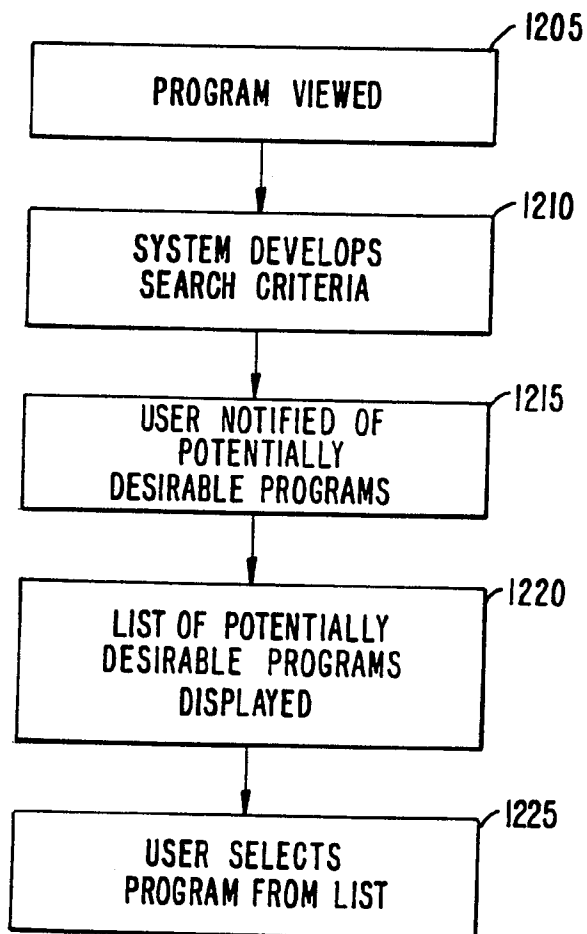 1205
PROGRAM VIEWED
1210
SYSTEM DEVELOPS
SEARCH CRITERIA
1215
USER NOTIFIED OF
POTENTIALLY
DESIRABLE PROGRAMS
1220
LIST OF POTENTIALLY
DESIRABLE PROGRAMS
DISPLAYED
1225
USER SELECTS
PROGRAM FROM LIST